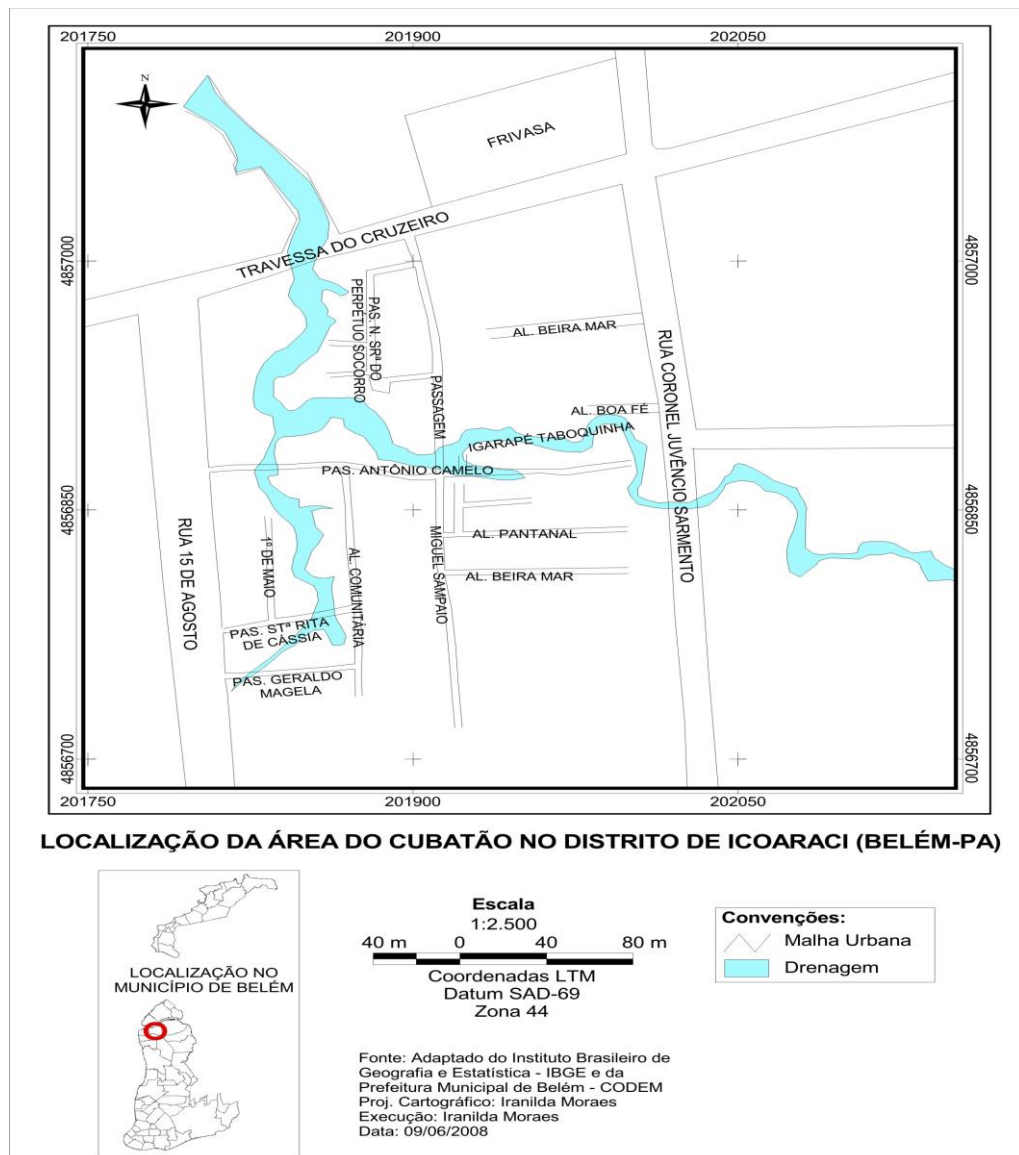 201750
201900
202050
N
FRIVASA
TRAVESSA DO CRUZEIRO
4857000
4857000
PAS. N. SRª DO
PERPÉTUO SOCORRO
AL. BEIRA MAR
RUA CORONEL JUVÊNCIO SARMENTO
PASSAGEM
AL. BOA FÉ
IGARAPÉ TABOQUINHA
PAS. ANTÔNIO CAMELO
4856850
4856850
RUA 15 DE AGOSTO
1ª DE MAIO
AL. COMUNITÁRIA
MIGUEL SAMPAIO
AL. PANTANAL
AL. BEIRA MAR
PAS. STª RITA
DE CÁSSIA
PAS. GERALDO
MAGELA
4856700
4856700
201750
201900
202050
LOCALIZAÇÃO DA ÁREA DO CUBATÃO NO DISTRITO DE ICOARACI (BELÉM-PA)
LOCALIZAÇÃO NO
MUNICÍPIO DE BELÉM
Escala
1:2.500
40 m 0 40 80 m
Coordenadas LTM
Datum SAD-69
Zona 44
Fonte: Adaptado do Instituto Brasileiro de
Geografia e Estatística - IBGE e da
Prefeitura Municipal de Belém - CODEM
Proj. Cartográfico: Iranilda Moraes
Execução: Iranilda Moraes
Data: 09/06/2008
Convenções:
Malha Urbana
Drenagem